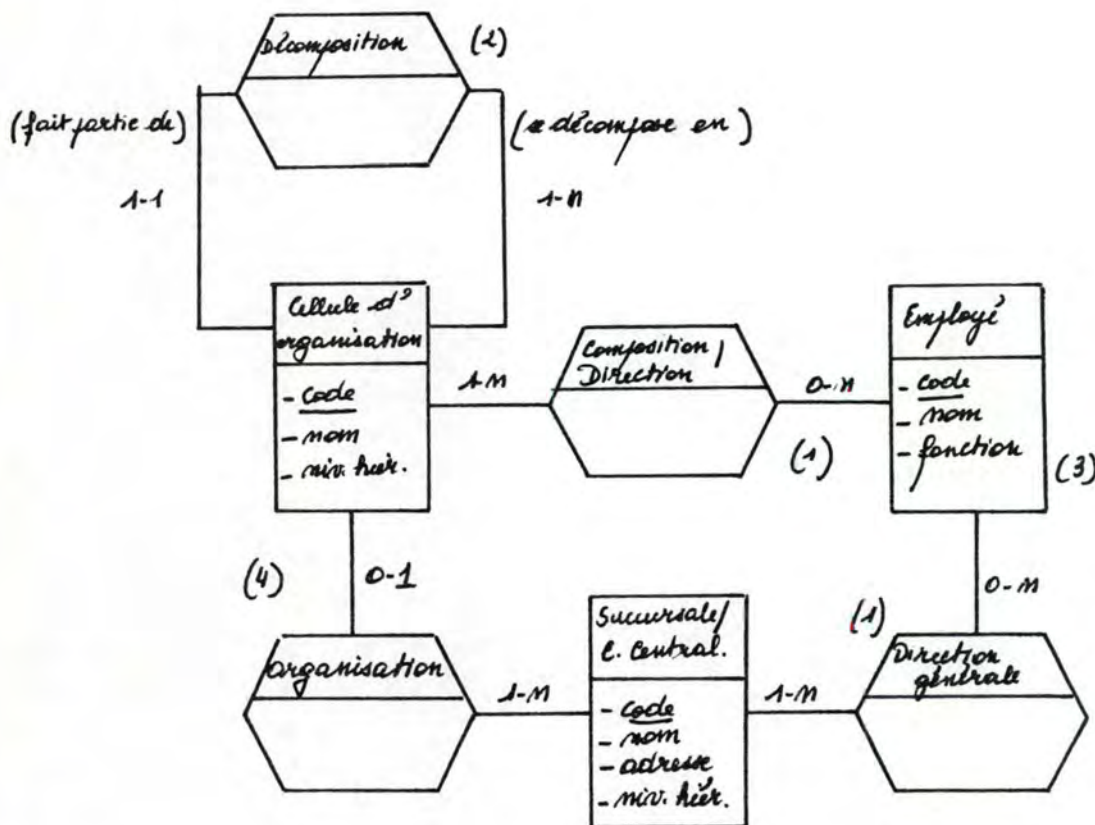 Décomposition
(2)
(fait partie de)
(se décompose en)
1-1
1-n
Cellule d'
organisation
- code
- nom
- niv. hiér.
1-n
Composition /
Direction
0-n
(1)
Employé
- code
- nom
- fonction
(3)
(4)
0-1
0-n
Organisation
1-n
Succursale/
C. Central.
- code
- nom
- adresse
- niv. hiér.
1-n
(1)
Direction
générale